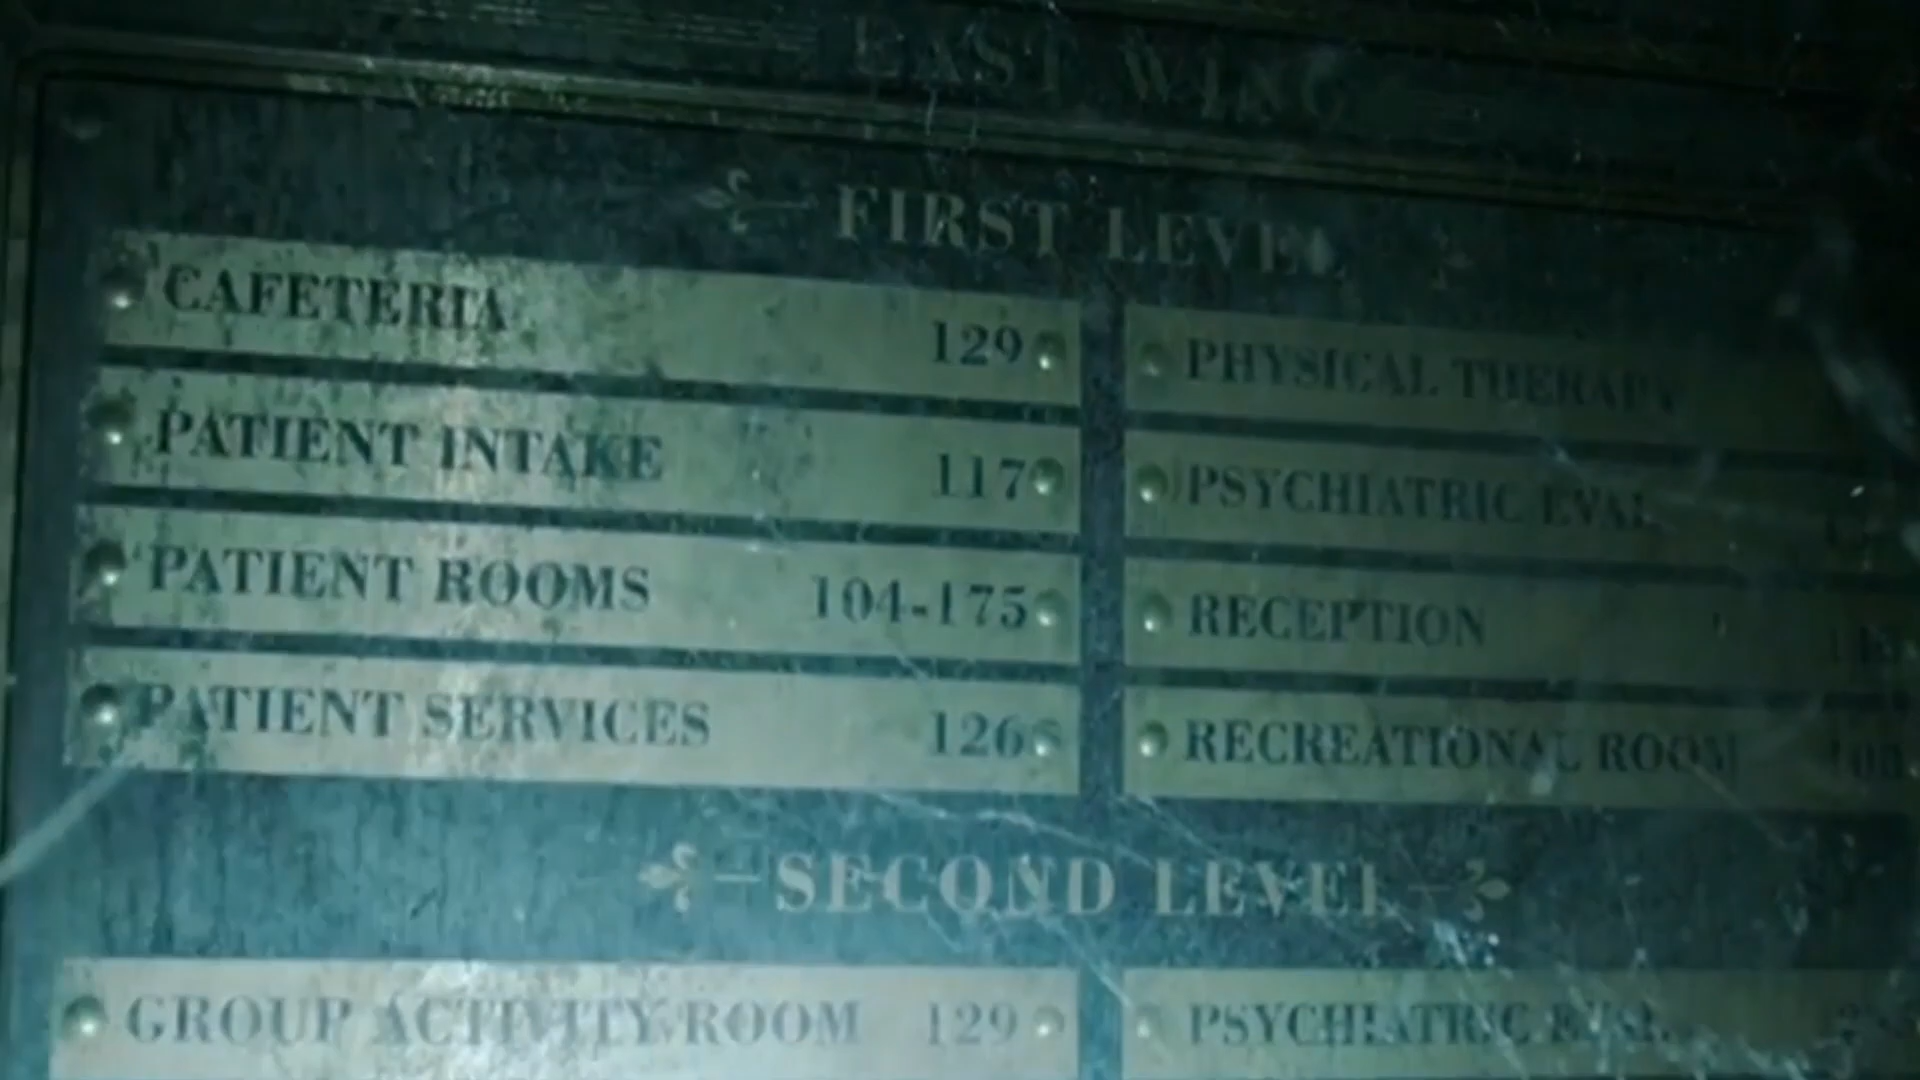 EAST WING
FIRST LEVEL
CAFETERIA 129
PATIENT INTAKE 117
PATIENT ROOMS 104-175
PATIENT SERVICES 126
PHYSICAL THERAPY
PSYCHIATRIC EVAL.
RECEPTION
RECREATIONAL ROOM
SECOND LEVEL
GROUP ACTIVITY ROOM 129
PSYCHIATRIC